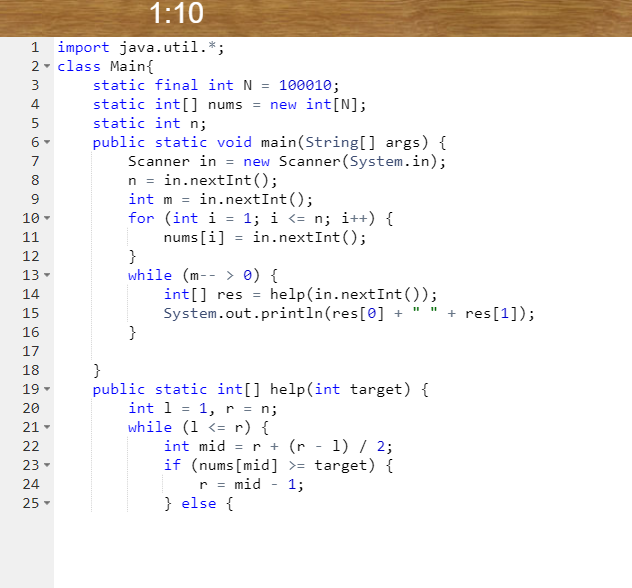 1:10
1 import java.util.*;
2 class Main{
3 static final int N = 100010;
4 static int[] nums = new int[N];
5 static int n;
6 public static void main(String[] args) {
7 Scanner in = new Scanner(System.in);
8 n = in.nextInt();
9 int m = in.nextInt();
10 for (int i = 1; i <= n; i++) {
11 nums[i] = in.nextInt();
12 }
13 while (m-- > 0) {
14 int[] res = help(in.nextInt());
15 System.out.println(res[0] + " " + res[1]);
16 }
17
18 }
19 public static int[] help(int target) {
20 int l = 1, r = n;
21 while (l <= r) {
22 int mid = r + (r - l) / 2;
23 if (nums[mid] >= target) {
24 r = mid - 1;
25 } else {